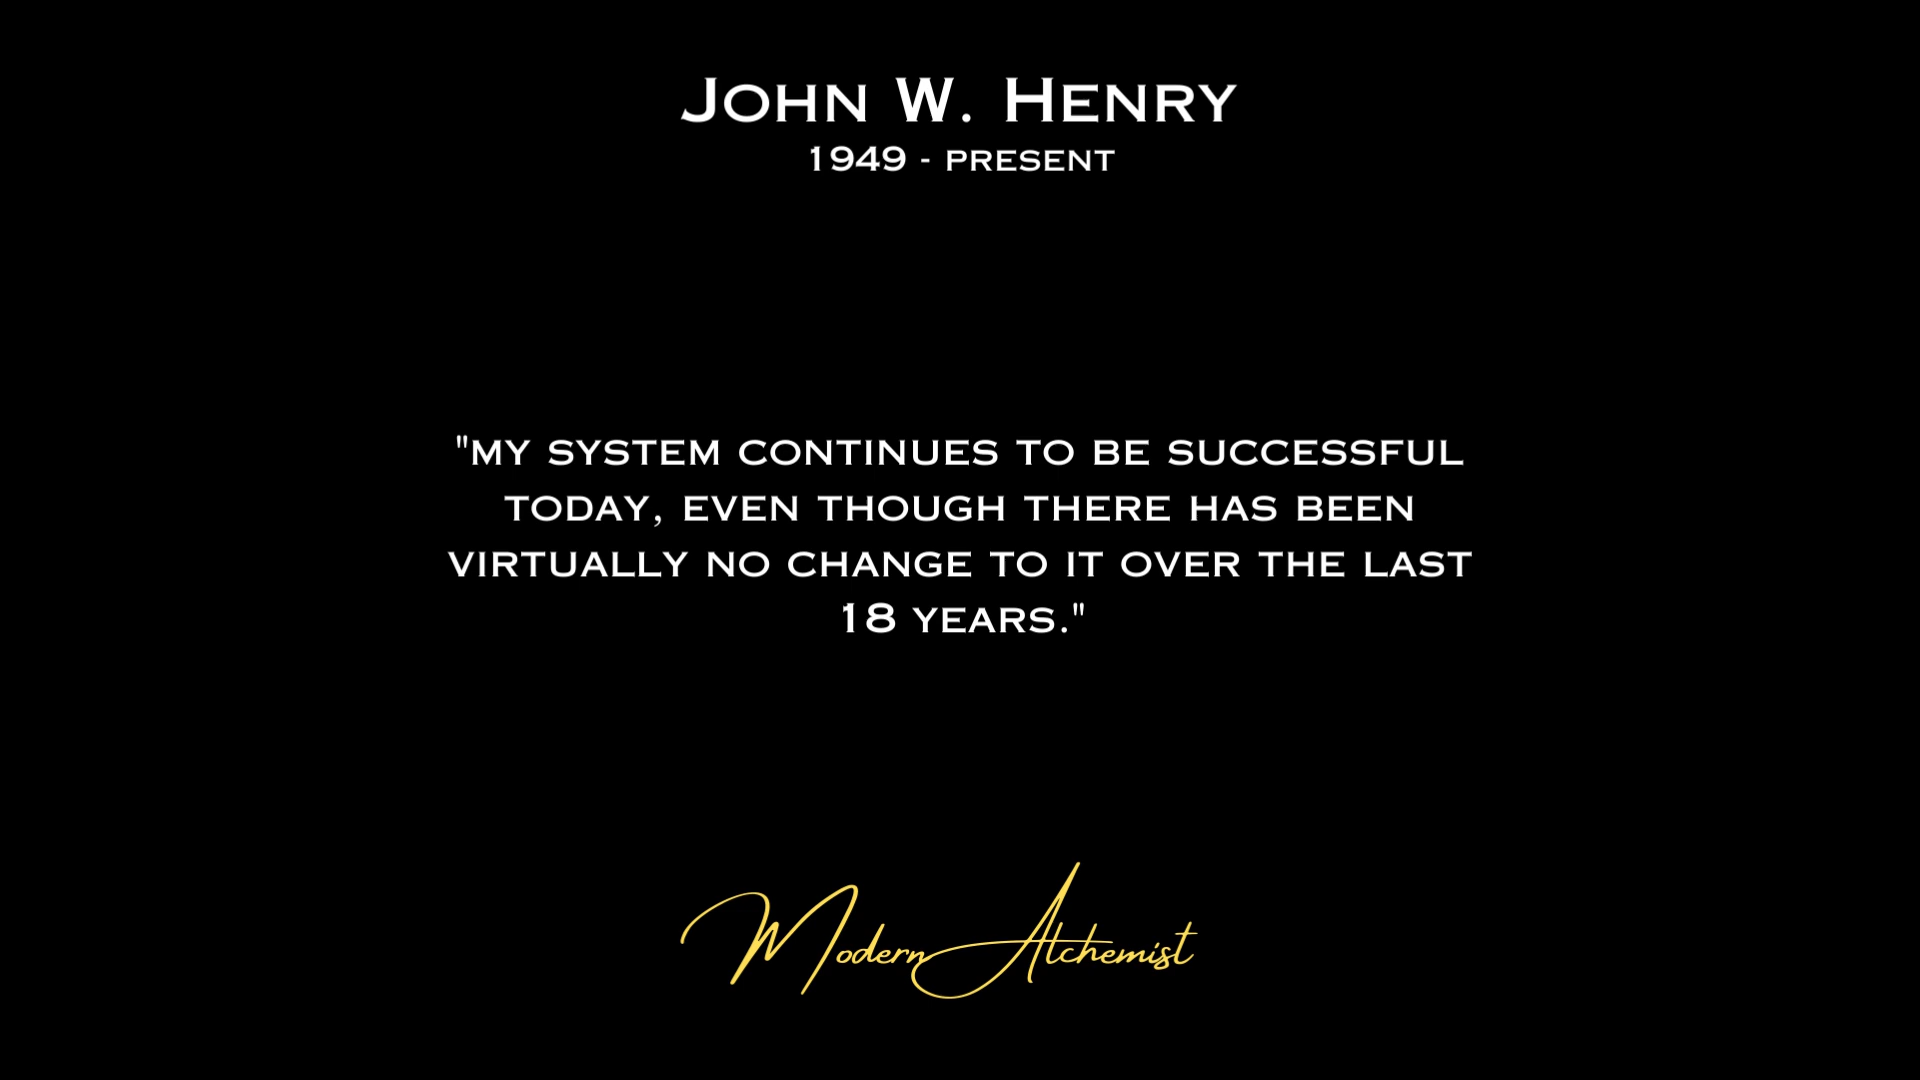 John W. Henry
1949 - present
"my system continues to be successful
today, even though there has been
virtually no change to it over the last
18 years."
Modern Alchemist